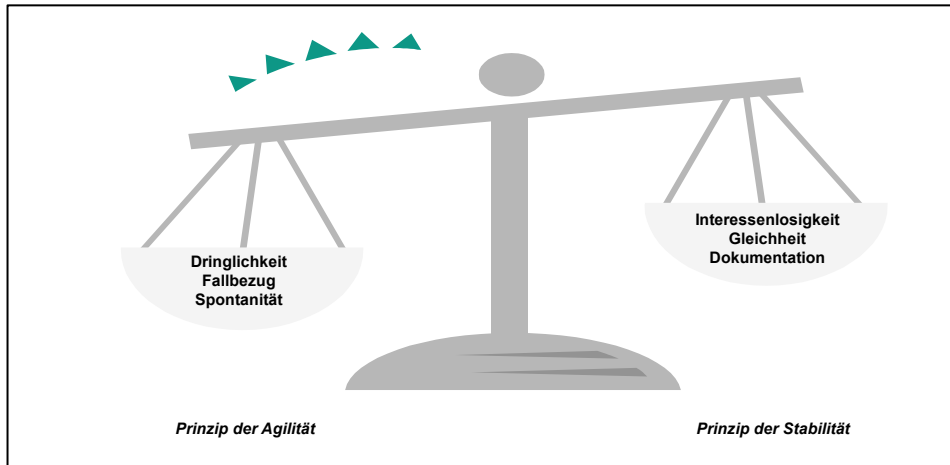 Dringlichkeit
Fallbezug
Spontanität
Interessenlosigkeit
Gleichheit
Dokumentation
Prinzip der Agilität
Prinzip der Stabilität